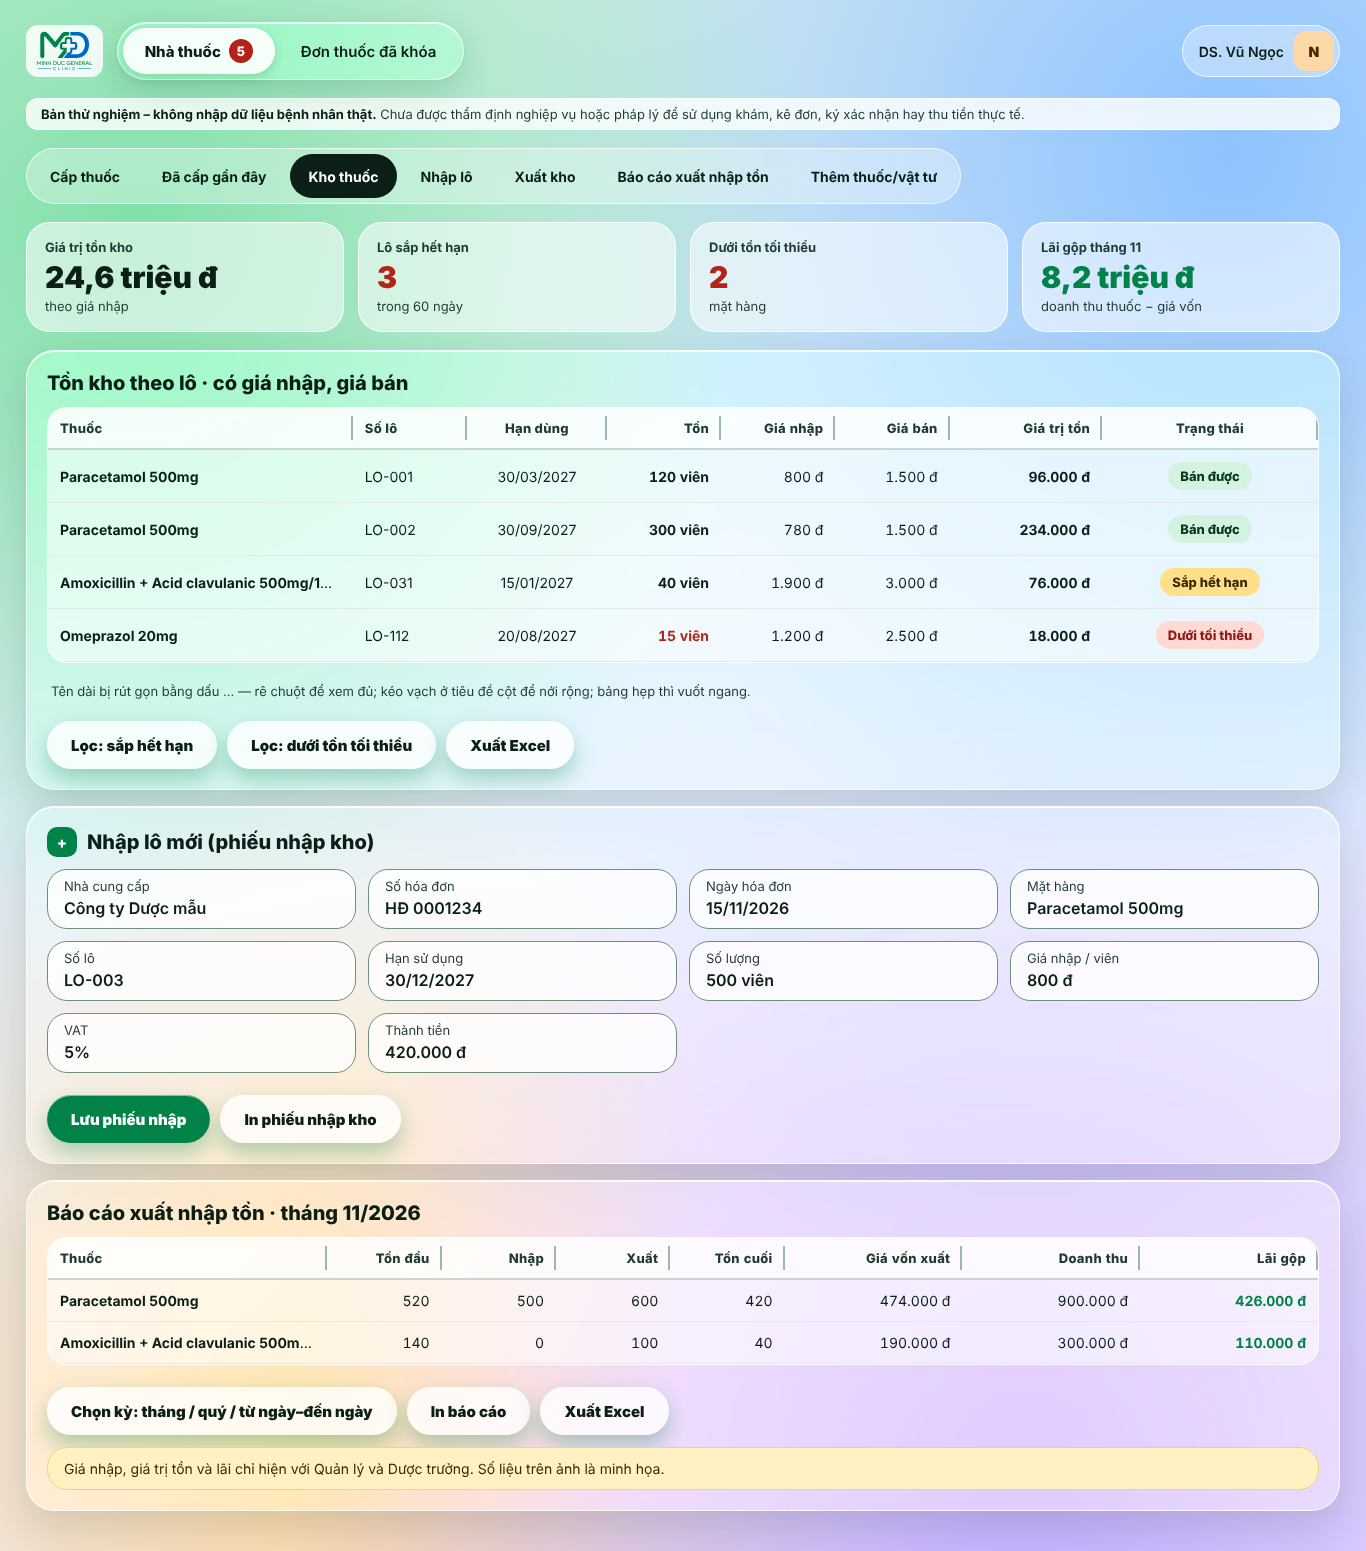 MINH DUC GENERAL
CLINIC
Nhà thuốc 5
Đơn thuốc đã khóa
DS. Vũ Ngọc N
Bản thử nghiệm – không nhập dữ liệu bệnh nhân thật. Chưa được thẩm định nghiệp vụ hoặc pháp lý để sử dụng khám, kê đơn, ký xác nhận hay thu tiền thực tế.
Cấp thuốc Đã cấp gần đây Kho thuốc Nhập lô Xuất kho Báo cáo xuất nhập tồn Thêm thuốc/vật tư
Giá trị tồn kho
24,6 triệu đ
theo giá nhập
Lô sắp hết hạn
3
trong 60 ngày
Dưới tồn tối thiểu
2
mặt hàng
Lãi gộp tháng 11
8,2 triệu đ
doanh thu thuốc − giá vốn
Tồn kho theo lô · có giá nhập, giá bán
Thuốc Số lô Hạn dùng Tồn Giá nhập Giá bán Giá trị tồn Trạng thái
Paracetamol 500mg LO-001 30/03/2027 120 viên 800 đ 1.500 đ 96.000 đ Bán được
Paracetamol 500mg LO-002 30/09/2027 300 viên 780 đ 1.500 đ 234.000 đ Bán được
Amoxicillin + Acid clavulanic 500mg/1... LO-031 15/01/2027 40 viên 1.900 đ 3.000 đ 76.000 đ Sắp hết hạn
Omeprazol 20mg LO-112 20/08/2027 15 viên 1.200 đ 2.500 đ 18.000 đ Dưới tối thiểu
Tên dài bị rút gọn bằng dấu … — rê chuột để xem đủ; kéo vạch ở tiêu đề cột để nới rộng; bảng hẹp thì vuốt ngang.
Lọc: sắp hết hạn Lọc: dưới tồn tối thiểu Xuất Excel
+ Nhập lô mới (phiếu nhập kho)
Nhà cung cấp Số hóa đơn Ngày hóa đơn Mặt hàng
Công ty Dược mẫu HĐ 0001234 15/11/2026 Paracetamol 500mg
Số lô Hạn sử dụng Số lượng Giá nhập / viên
LO-003 30/12/2027 500 viên 800 đ
VAT Thành tiền
5% 420.000 đ
Lưu phiếu nhập In phiếu nhập kho
Báo cáo xuất nhập tồn · tháng 11/2026
Thuốc Tồn đầu Nhập Xuất Tồn cuối Giá vốn xuất Doanh thu Lãi gộp
Paracetamol 500mg 520 500 600 420 474.000 đ 900.000 đ 426.000 đ
Amoxicillin + Acid clavulanic 500m... 140 0 100 40 190.000 đ 300.000 đ 110.000 đ
Chọn kỳ: tháng / quý / từ ngày–đến ngày In báo cáo Xuất Excel
Giá nhập, giá trị tồn và lãi chỉ hiện với Quản lý và Dược trưởng. Số liệu trên ảnh là minh họa.